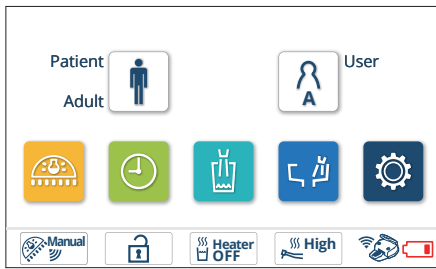 Patient
User
Adult
A
Manual
Heater
OFF
High